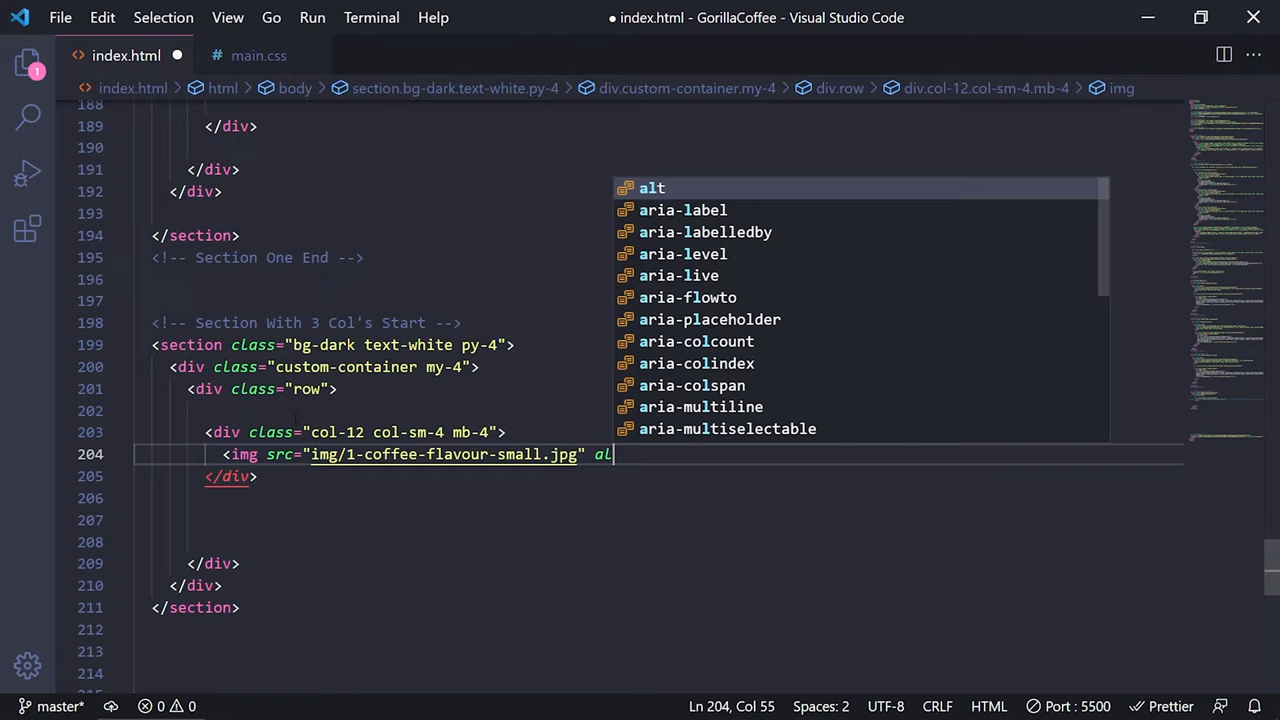 File Edit Selection View Go Run Terminal Help ● index.html - GorillaCoffee - Visual Studio Code
index.html main.css
index.html > html > body > section.bg-dark.text-white.py-4 > div.custom-container.my-4 > div.row > div.col-12.col-sm-4.mb-4 > img
1
188
189 </div>
190
191 </div>
192 </div>
193
194 </section>
195 <!-- Section One End -->
196
197
198 <!-- Section With 3 Col's Start -->
199 <section class="bg-dark text-white py-4">
200 <div class="custom-container my-4">
201 <div class="row">
202
203 <div class="col-12 col-sm-4 mb-4">
204 <img src="img/1-coffee-flavour-small.jpg" al
205 </div>
206
207
208
209 </div>
210 </div>
211 </section>
212
213
214
alt
aria-label
aria-labelledby
aria-level
aria-live
aria-flowto
aria-placeholder
aria-colcount
aria-colindex
aria-colspan
aria-multiline
aria-multiselectable
master* 0 0 Ln 204, Col 55 Spaces: 2 UTF-8 CRLF HTML Port : 5500 Prettier